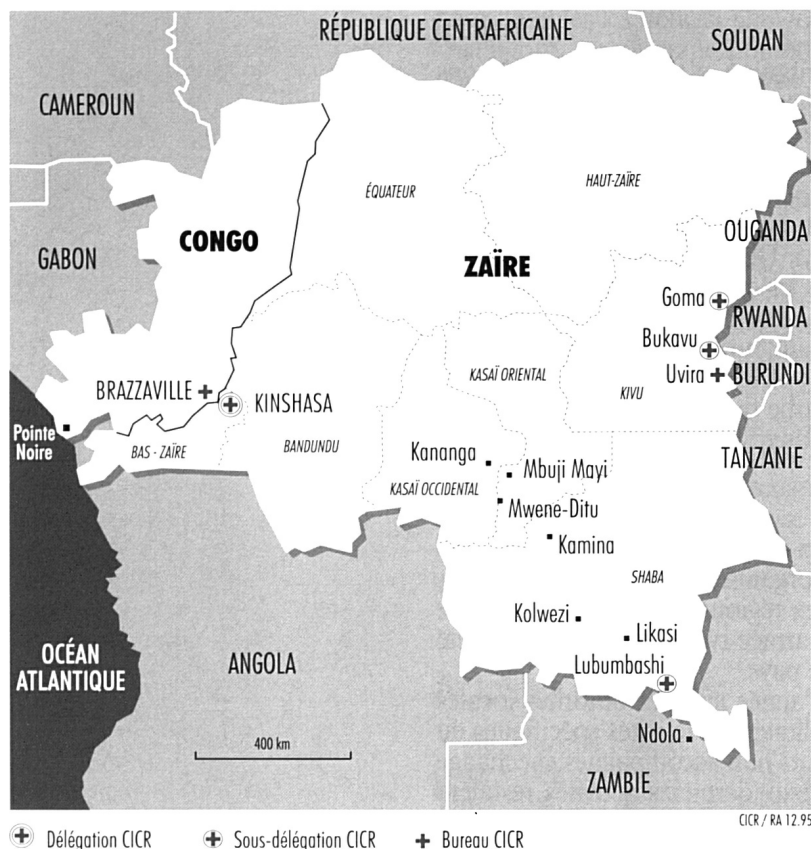 RÉPUBLIQUE CENTRAFRICAINE
SOUDAN
CAMEROUN
ÉQUATEUR
HAUT-ZAÏRE
CONGO
OUGANDA
GABON
ZAÏRE
Goma
RWANDA
Bukavu
KASAÏ ORIENTAL
Uvira
BURUNDI
BRAZZAVILLE
KINSHASA
KIVU
Pointe
Noire
BAS - ZAÏRE
BANDUNDU
Kananga
TANZANIE
Mbuji Mayi
KASAÏ OCCIDENTAL
Mwene-Ditu
Kamina
SHABA
Kolwezi
Likasi
OCÉAN
ATLANTIQUE
ANGOLA
Lubumbashi
400 km
Ndola
ZAMBIE
CICR / RA 12.95
Délégation CICR
Sous-délégation CICR
Bureau CICR